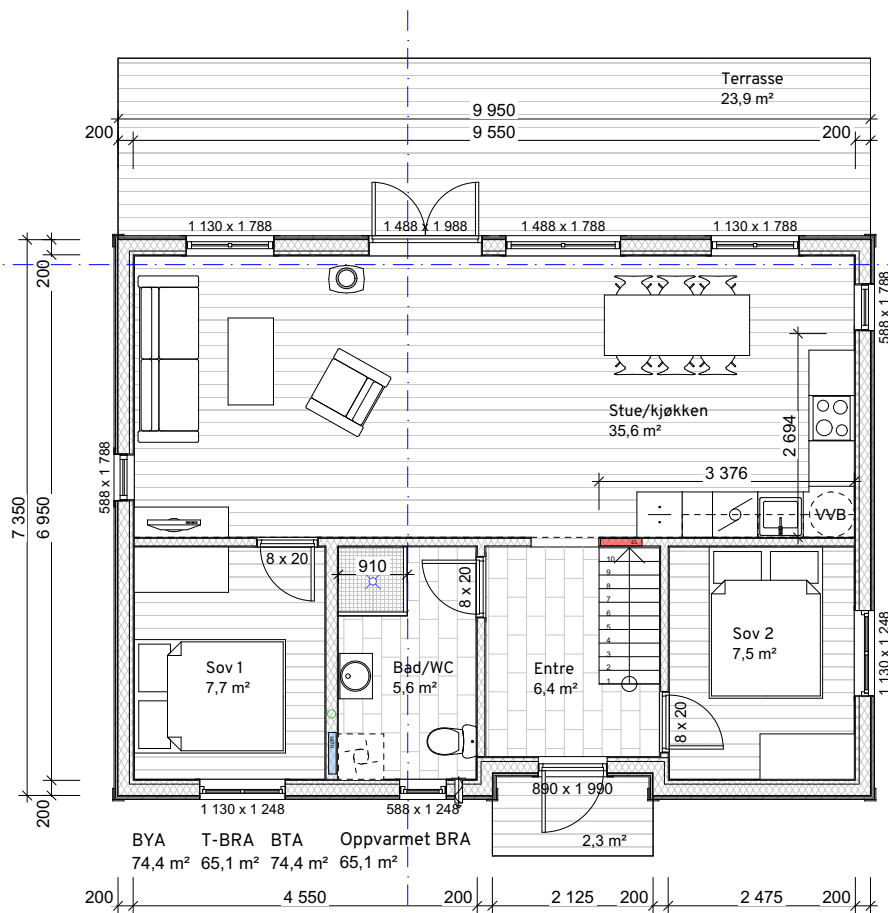 Terrasse
23,9 m²
9 950
200
9 550
200
1 130 x 1 788
1 488 x 1 988
1 488 x 1 788
1 130 x 1 788
200
588 x 1 788
Stue/kjøkken
35,6 m²
2 694
3 376
588 x 1 788
7 350
6 950
VVB
8 x 20
910
8 x 20
10
9
8
7
6
5
4
3
2
1
Sov 1
7,7 m²
Bad/WC
5,6 m²
Entre
6,4 m²
Sov 2
7,5 m²
1 130 x 1 248
8 x 20
200
1 130 x 1 248
588 x 1 248
890 x 1 990
2,3 m²
BYA
74,4 m²
T-BRA
65,1 m²
BTA
74,4 m²
Oppvarmet BRA
65,1 m²
200
4 550
200
2 125
200
2 475
200